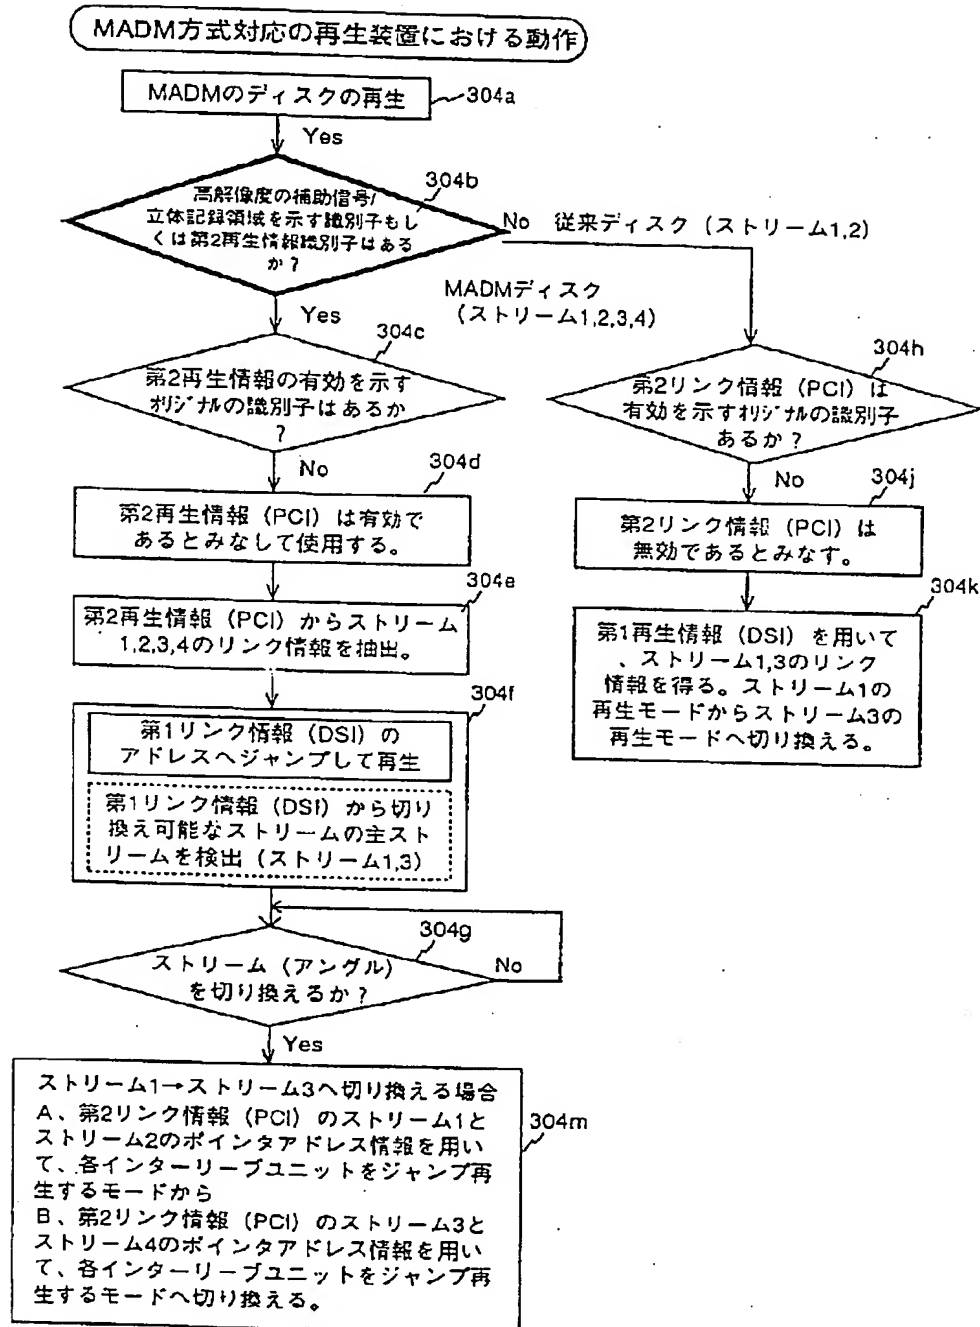 MADM方式対応の再生装置における動作
MADMのディスクの再生
304a
Yes
304b
高解像度の補助信号/
立体記録領域を示す識別子もし
くは第2再生情報識別子はある
か?
No 従来ディスク (ストリーム1,2)
MADMディスク
(ストリーム1,2,3,4)
Yes
304c
第2再生情報の有効を示す
オリジナルの識別子はあるか
?
304h
第2リンク情報 (PCI) は
有効を示すオリジナルの識別子
あるか?
No
304d
第2再生情報 (PCI) は有効で
あるとみなして使用する。
No
304j
第2リンク情報 (PCI) は
無効であるとみなす。
304e
第2再生情報 (PCI) からストリーム
1,2,3,4のリンク情報を抽出。
304k
第1再生情報 (DSI) を用いて
、ストリーム1,3のリンク
情報を得る。ストリーム1の
再生モードからストリーム3の
再生モードへ切り換える。
304f
第1リンク情報 (DSI) の
アドレスへジャンプして再生
第1リンク情報 (DSI) から切り
換え可能なストリームの主スト
リームを検出 (ストリーム1,3)
304g
ストリーム (アングル)
を切り換えるか?
No
Yes
304m
ストリーム1→ストリーム3へ切り換える場合
A、第2リンク情報 (PCI) のストリーム1と
ストリーム2のポインタアドレス情報を用い
て、各インターリーブユニットをジャンプ再
生するモードから
B、第2リンク情報 (PCI) のストリーム3と
ストリーム4のポインタアドレス情報を用い
て、各インターリーブユニットをジャンプ再
生するモードへ切り換える。